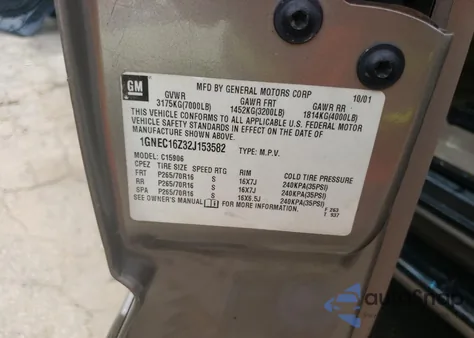 GM
MFD BY GENERAL MOTORS CORP 10/01
GVWR GAWR FRT GAWR RR
3175KG(7000LB) 1452KG(3200LB) 1814KG(4000LB)
THIS VEHICLE CONFORMS TO ALL APPLICABLE U.S. FEDERAL MOTOR
VEHICLE SAFETY STANDARDS IN EFFECT ON THE DATE OF
MANUFACTURE SHOWN ABOVE.
1GNEC16Z32J153582 TYPE: M.P.V.
MODEL: C15906
CPEZ TIRE SIZE SPEED RTG RIM COLD TIRE PRESSURE
FRT P265/70R16 S 16X7J 240KPA(35PSI)
RR P265/70R16 S 16X7J 240KPA(35PSI)
SPA P265/70R16 S 16X6.5J 240KPA(35PSI)
SEE OWNER'S MANUAL FOR MORE INFORMATION. F 263
T 937
autoSnap